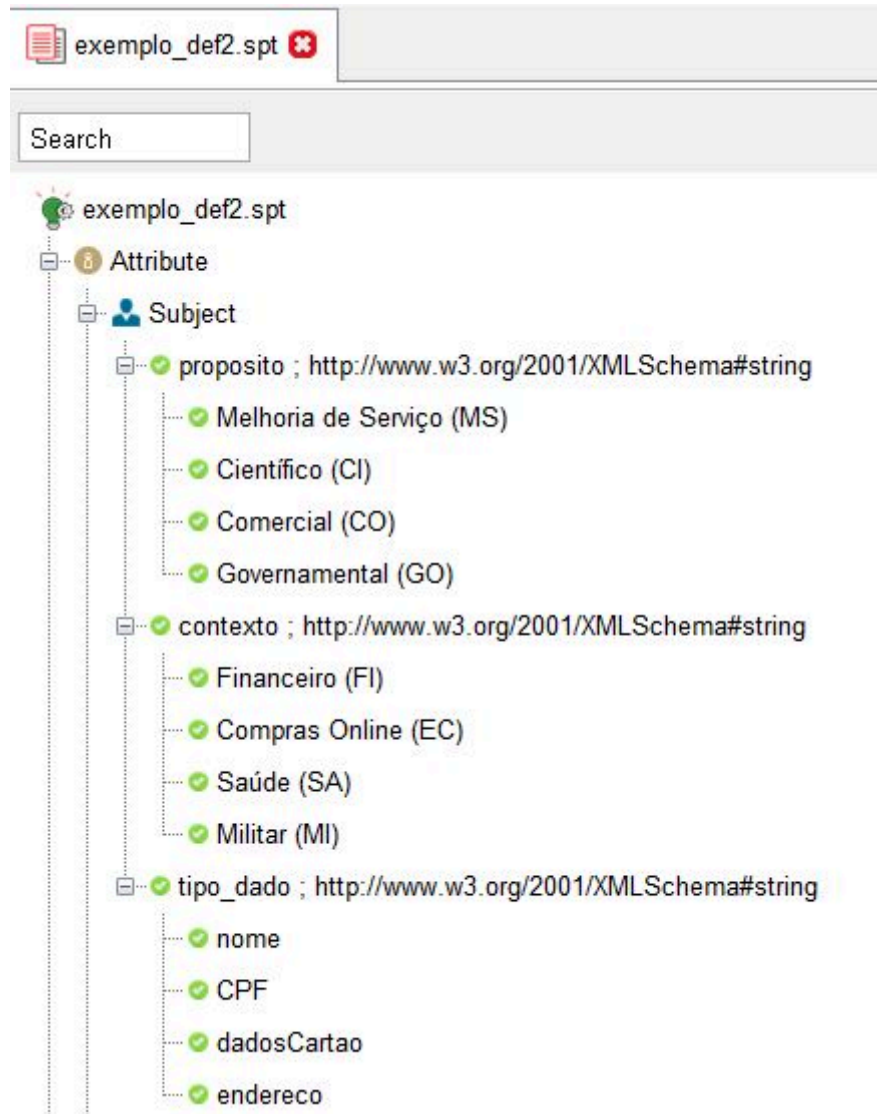 exemplo_def2.spt
Search
exemplo_def2.spt
Attribute
Subject
proposito ; http://www.w3.org/2001/XMLSchema#string
Melhoria de Serviço (MS)
Científico (CI)
Comercial (CO)
Governamental (GO)
contexto ; http://www.w3.org/2001/XMLSchema#string
Financeiro (FI)
Compras Online (EC)
Saúde (SA)
Militar (MI)
tipo_dado ; http://www.w3.org/2001/XMLSchema#string
nome
CPF
dadosCartao
endereco